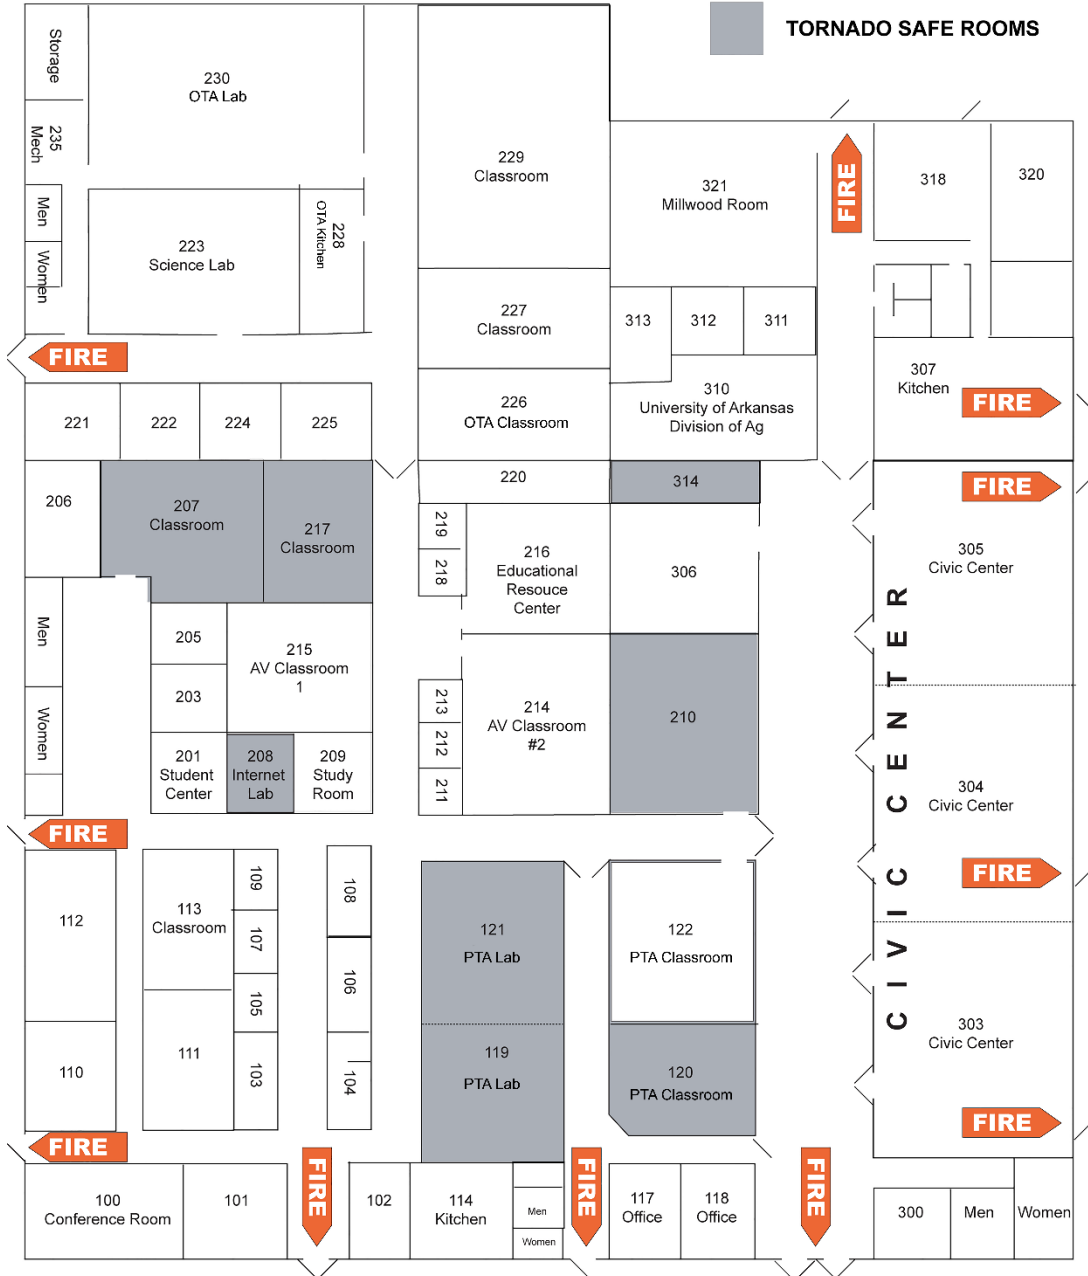 TORNADO SAFE ROOMS
Storage
230
OTA Lab
235
Mech
229
Classroom
321
Millwood Room
FIRE
318
320
Men
Women
223
Science Lab
228
OTA Kitchen
227
Classroom
313
312
311
FIRE
307
Kitchen
FIRE
221
222
224
225
226
OTA Classroom
310
University of Arkansas
Division of Ag
206
207
Classroom
217
Classroom
220
314
FIRE
219
218
216
Educational
Resouce
Center
306
305
Civic Center
Men
Women
205
203
215
AV Classroom
1
213
212
211
214
AV Classroom
#2
210
CIVIC CENTER
304
Civic Center
201
Student
Center
208
Internet
Lab
209
Study
Room
FIRE
FIRE
112
113
Classroom
109
107
105
103
108
106
104
121
PTA Lab
122
PTA Classroom
303
Civic Center
110
111
119
PTA Lab
120
PTA Classroom
FIRE
FIRE
FIRE
FIRE
FIRE
100
Conference Room
101
102
114
Kitchen
Men
Women
117
Office
118
Office
300
Men
Women